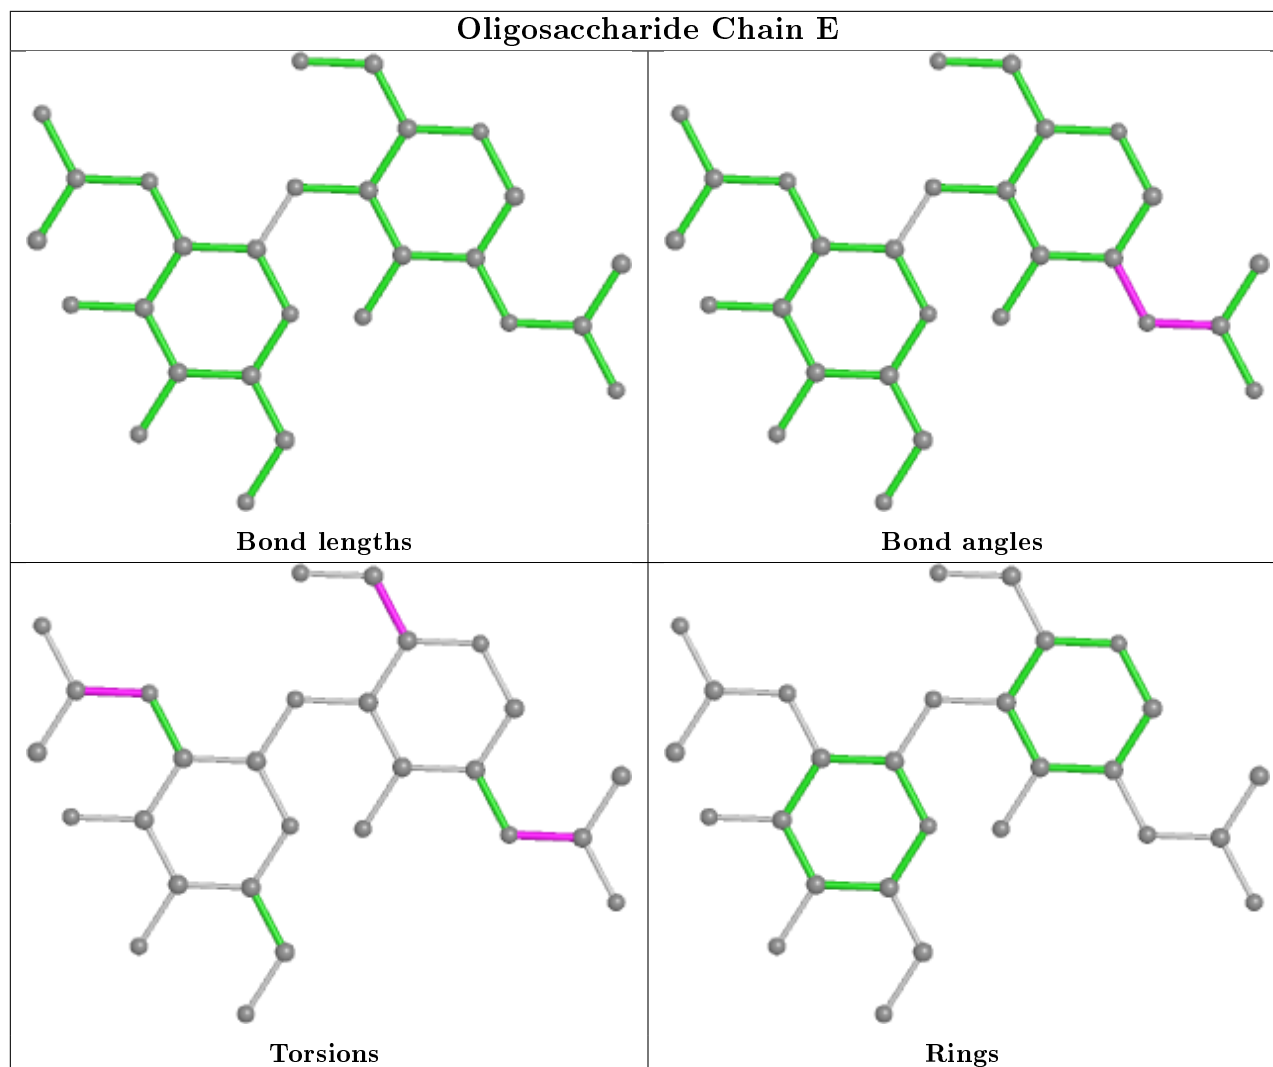 Oligosaccharide Chain E
Bond lengths
Bond angles
Torsions
Rings